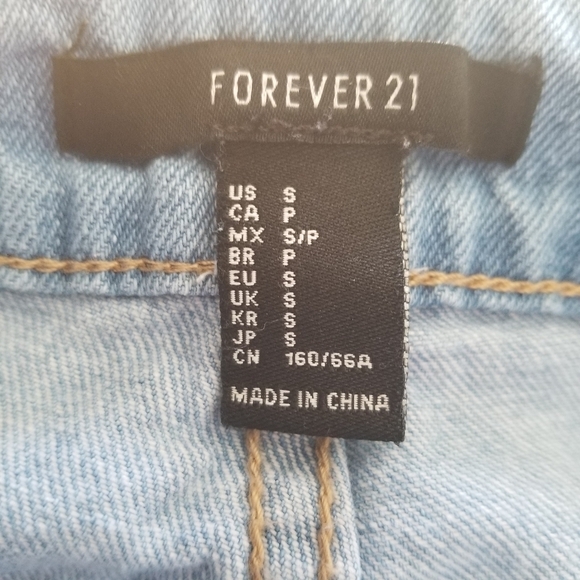 FOREVER 21
US S
CA P
MX S/P
BR P
EU S
UK S
KR S
JP S
CN 160/66A
MADE IN CHINA